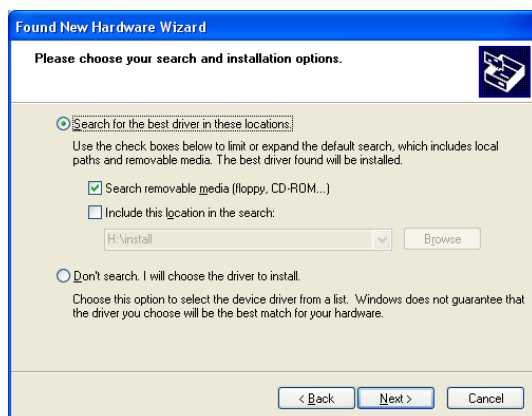 Found New Hardware Wizard
Please choose your search and installation options.
Search for the best driver in these locations.
Use the check boxes below to limit or expand the default search, which includes local
paths and removable media. The best driver found will be installed.
Search removable media (floppy, CD-ROM...)
Include this location in the search:
H:\install
Browse
Don't search. I will choose the driver to install.
Choose this option to select the device driver from a list. Windows does not guarantee that
the driver you choose will be the best match for your hardware.
< Back Next > Cancel